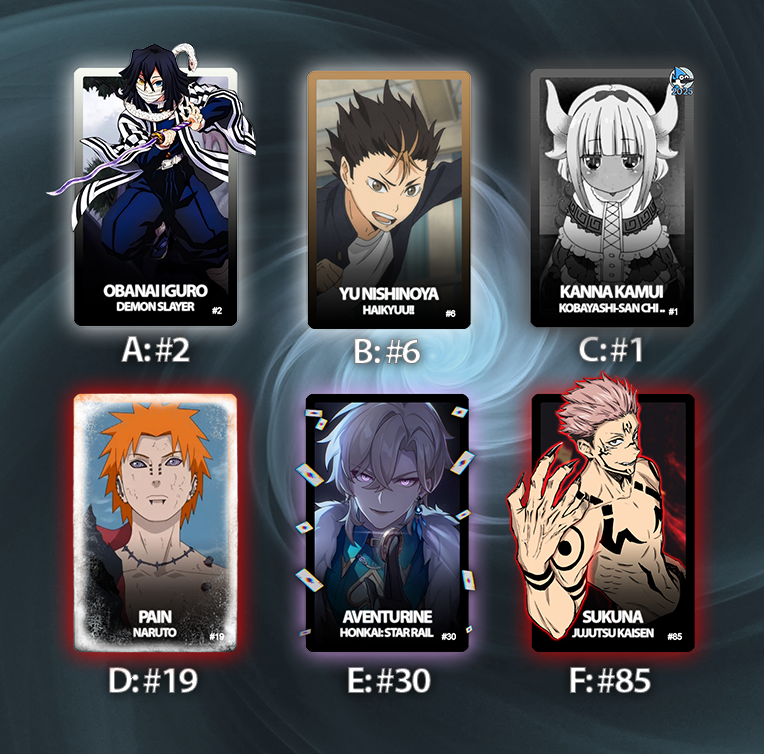 2025
OBANAI IGURO
DEMON SLAYER
#2
YU NISHINOYA
HAIKYUU!!
#6
KANNA KAMUI
KOBAYASHI-SAN CHI ..
#1
A: #2
B: #6
C: #1
PAIN
NARUTO
#19
AVENTURINE
HONKAI: STAR RAIL
#30
SUKUNA
JUJUTSU KAISEN
#85
D: #19
E: #30
F: #85